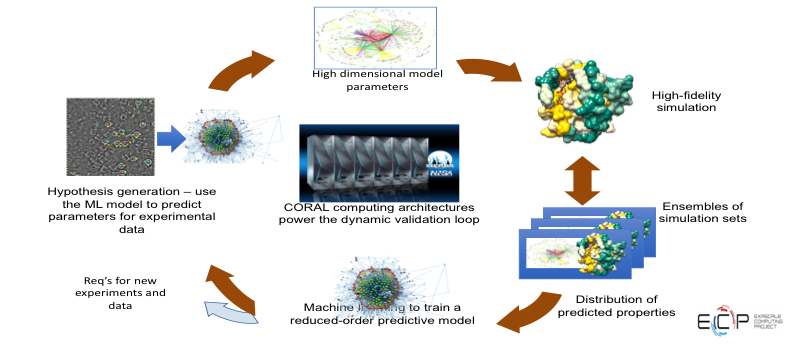 High dimensional model
parameters
High-fidelity
simulation
Hypothesis generation – use
the ML model to predict
parameters for experimental
data
CORAL computing architectures
power the dynamic validation loop
Ensembles of
simulation sets
Req's for new
experiments and
data
Machine to train a
reduced-order predictive model
Distribution of
predicted properties
ECP
EXASCALE
COMPUTING
PROJECT